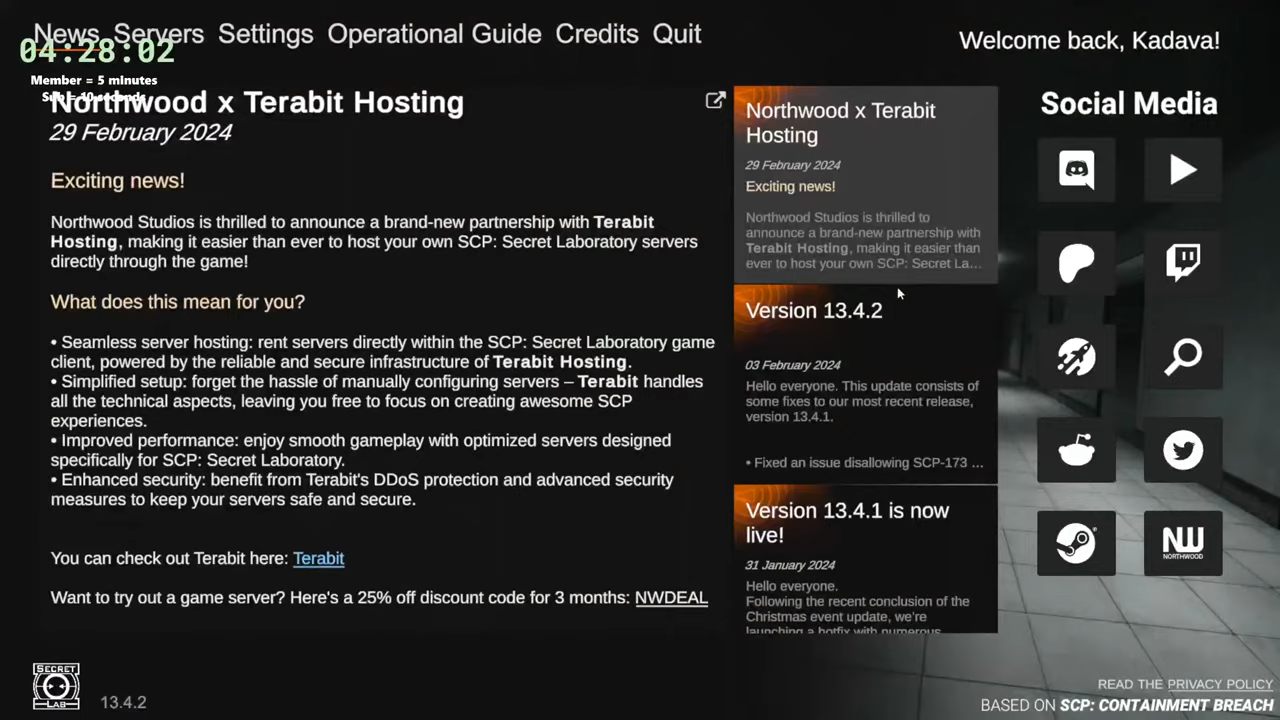 News Servers Settings Operational Guide Credits Quit
04:28:02
Member = 5 minutes
Sub = 10 seconds
Welcome back, Kadava!
Northwood x Terabit Hosting
29 February 2024
Exciting news!
Northwood Studios is thrilled to announce a brand-new partnership with Terabit
Hosting, making it easier than ever to host your own SCP: Secret Laboratory servers
directly through the game!
What does this mean for you?
• Seamless server hosting: rent servers directly within the SCP: Secret Laboratory game
client, powered by the reliable and secure infrastructure of Terabit Hosting.
• Simplified setup: forget the hassle of manually configuring servers – Terabit handles
all the technical aspects, leaving you free to focus on creating awesome SCP
experiences.
• Improved performance: enjoy smooth gameplay with optimized servers designed
specifically for SCP: Secret Laboratory.
• Enhanced security: benefit from Terabit's DDoS protection and advanced security
measures to keep your servers safe and secure.
You can check out Terabit here: Terabit
Want to try out a game server? Here's a 25% off discount code for 3 months: NWDEAL
Northwood x Terabit
Hosting
29 February 2024
Exciting news!
Northwood Studios is thrilled to
announce a brand-new partnership with
Terabit Hosting, making it easier than
ever to host your own SCP: Secret La...
Version 13.4.2
03 February 2024
Hello everyone. This update consists of
some fixes to our most recent release,
version 13.4.1.
• Fixed an issue disallowing SCP-173 ...
Version 13.4.1 is now
live!
31 January 2024
Hello everyone.
Following the recent conclusion of the
Christmas event update, we're
launching a hotfix with numerous
Social Media
NW
NORTHWOOD
SECRET
LAB
13.4.2
READ THE PRIVACY POLICY
BASED ON SCP: CONTAINMENT BREACH